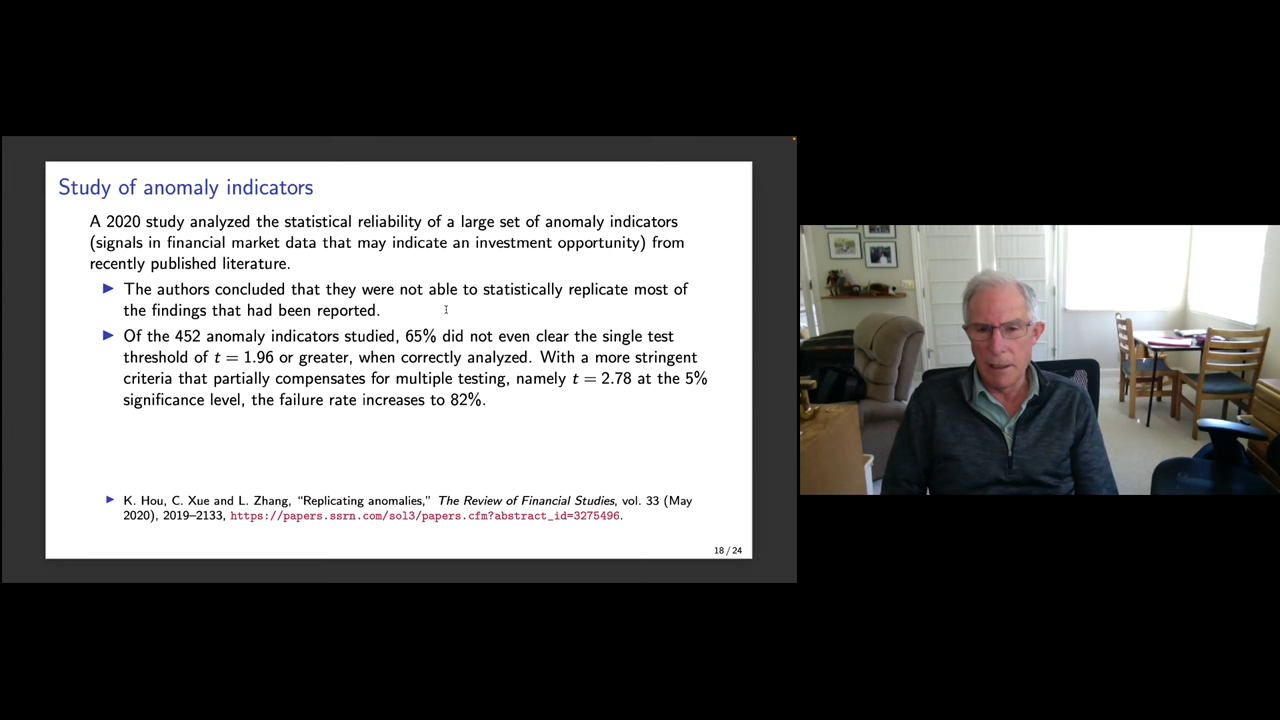 Study of anomaly indicators
A 2020 study analyzed the statistical reliability of a large set of anomaly indicators
(signals in financial market data that may indicate an investment opportunity) from
recently published literature.
▶ The authors concluded that they were not able to statistically replicate most of
the findings that had been reported.
▶ Of the 452 anomaly indicators studied, 65% did not even clear the single test
threshold of t = 1.96 or greater, when correctly analyzed. With a more stringent
criteria that partially compensates for multiple testing, namely t = 2.78 at the 5%
significance level, the failure rate increases to 82%.
▶ K. Hou, C. Xue and L. Zhang, “Replicating anomalies,” The Review of Financial Studies, vol. 33 (May
2020), 2019–2133, https://papers.ssrn.com/sol3/papers.cfm?abstract_id=3275496.
18 / 24